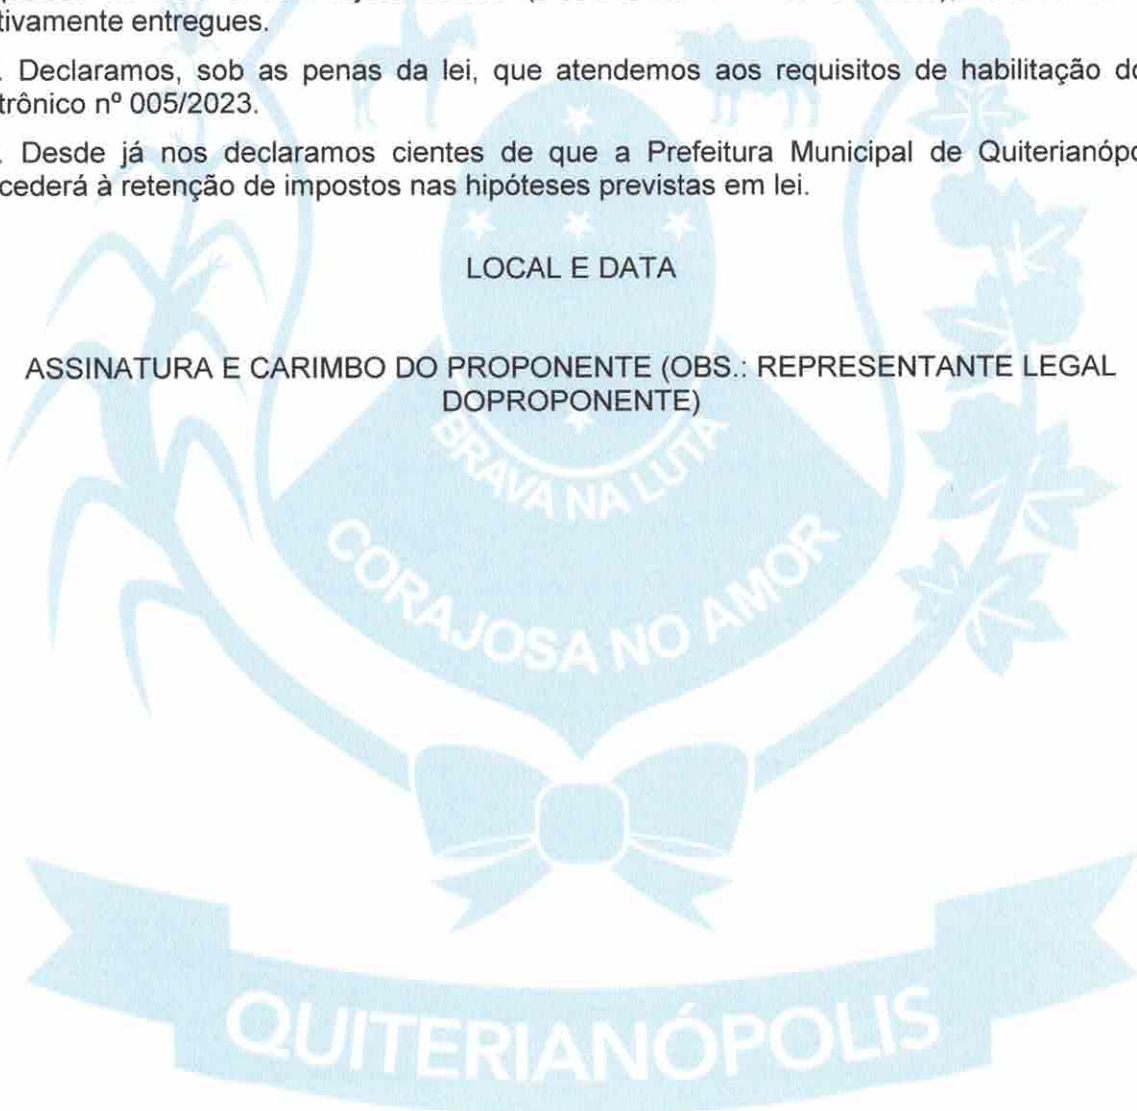 tivamente entregues.
. Declaramos, sob as penas da lei, que atendemos aos requisitos de habilitação do
trônico nº 005/2023.
. Desde já nos declaramos cientes de que a Prefeitura Municipal de Quiterianópo
cederá à retenção de impostos nas hipóteses previstas em lei.
LOCAL E DATA
ASSINATURA E CARIMBO DO PROPONENTE (OBS.: REPRESENTANTE LEGAL
DOPROPONENTE)
BRAVA NA LUTA
CORAJOSA NO AMOR
QUITERIANÓPOLIS